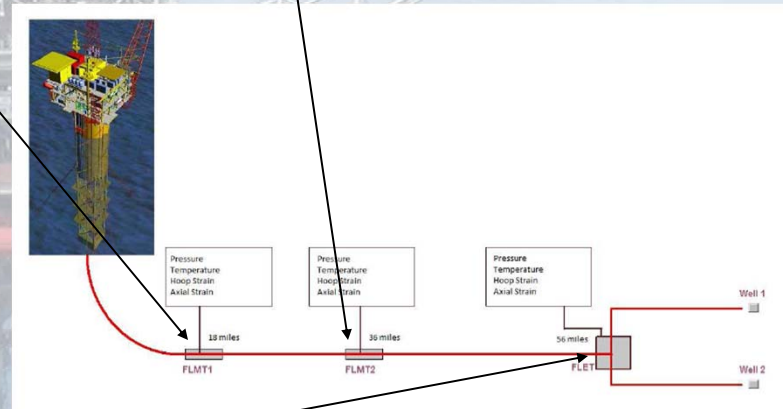 Pressure
Temperature
Hoop Strain
Axial Strain
Pressure
Temperature
Hoop Strain
Axial Strain
Pressure
Temperature
Hoop Strain
Axial Strain
18 miles
36 miles
56 miles
FLMT1
FLMT2
FLET
Well 1
Well 2